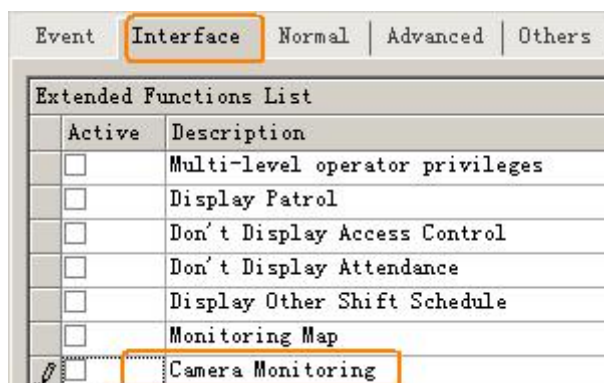 Event Interface Normal Advanced Others
Extended Functions List
Active Description
Multi-level operator privileges
Display Patrol
Don't Display Access Control
Don't Display Attendance
Display Other Shift Schedule
Monitoring Map
Camera Monitoring